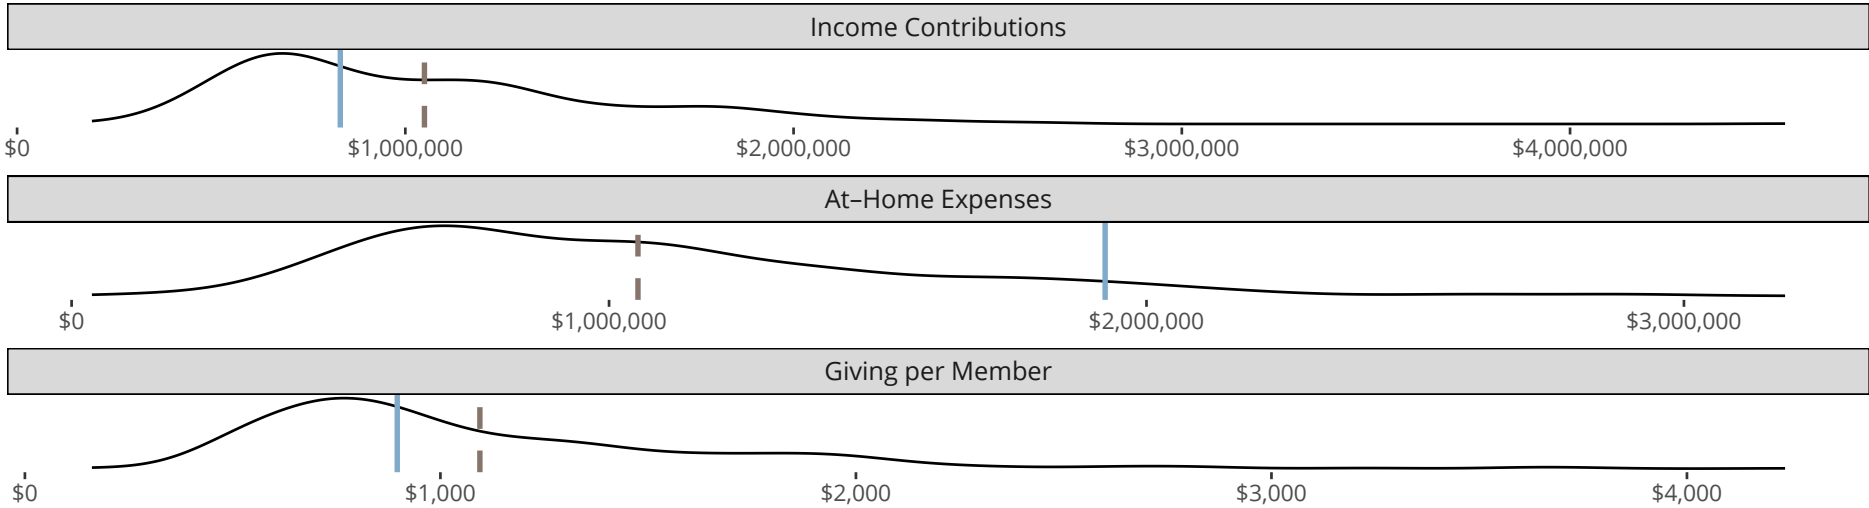 Income Contributions
$0 $1,000,000 $2,000,000 $3,000,000 $4,000,000
At–Home Expenses
$0 $1,000,000 $2,000,000 $3,000,000
Giving per Member
$0 $1,000 $2,000 $3,000 $4,000